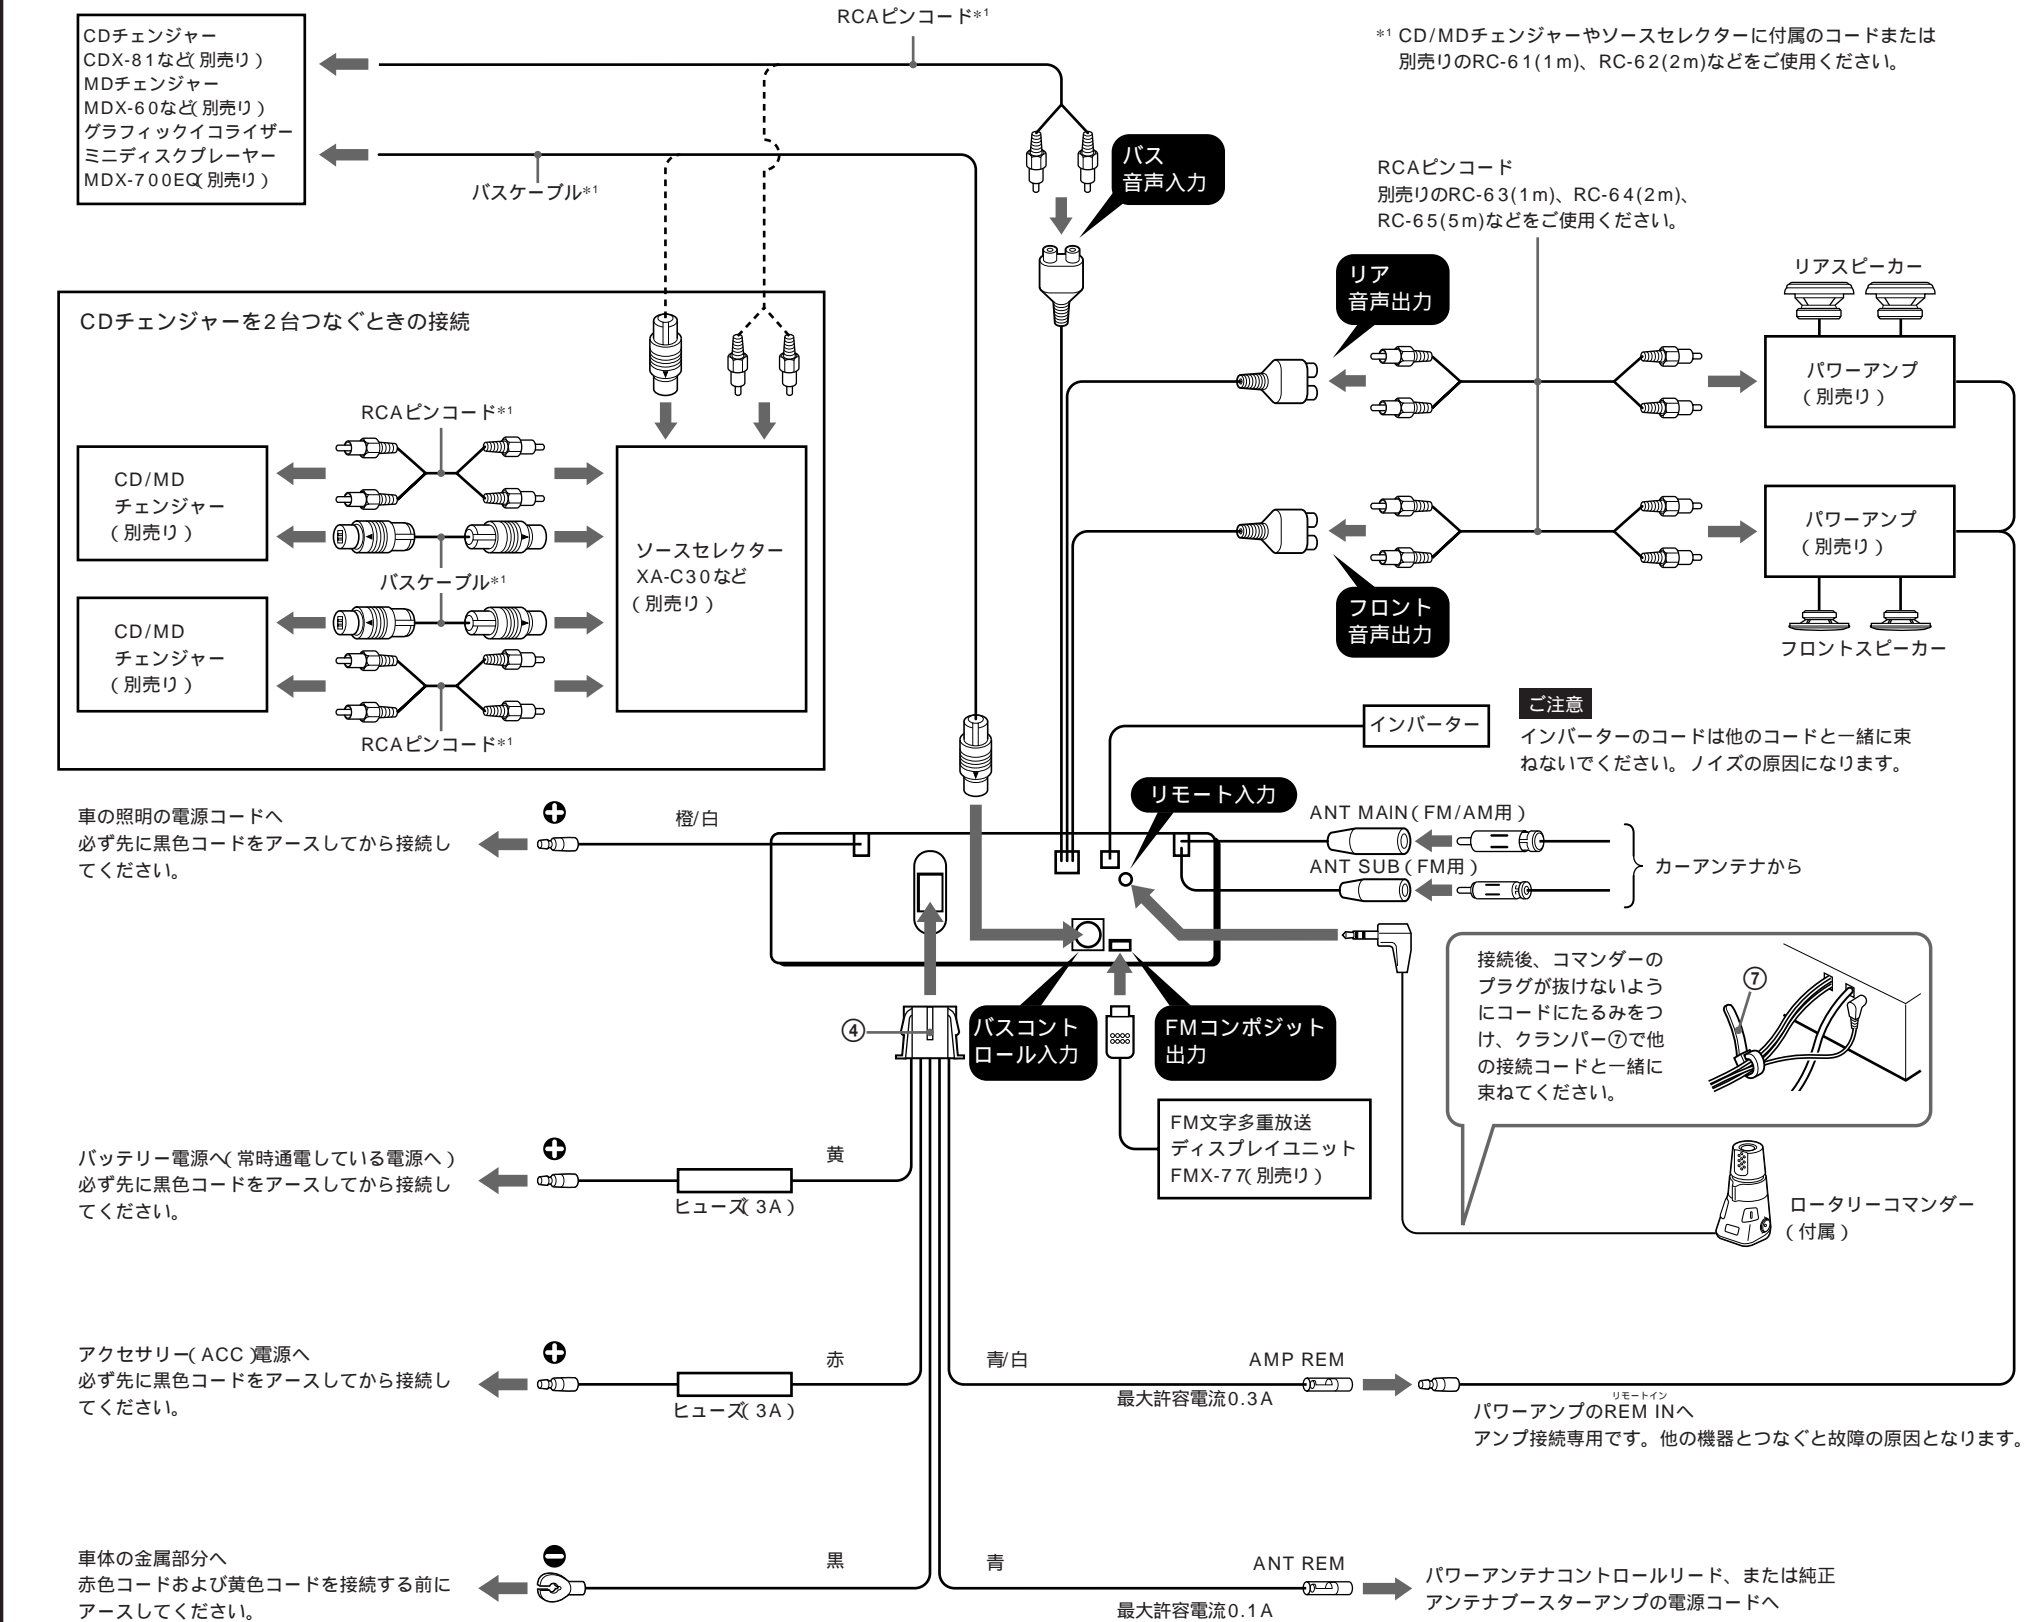 CDチェンジャー
CDX-81など(別売り)
MDチェンジャー
MDX-60など(別売り)
グラフィックイコライザー
ミニディスクプレーヤー
MDX-700EQ(別売り)
RCAピンコード*1
バスケーブル*1
*1 CD/MDチェンジャーやソースセレクターに付属のコードまたは
別売りのRC-61(1m)、RC-62(2m)などをご使用ください。
バス
音声入力
RCAピンコード
別売りのRC-63(1m)、RC-64(2m)、
RC-65(5m)などをご使用ください。
リア
音声出力
リアスピーカー
パワーアンプ
(別売り)
パワーアンプ
(別売り)
フロント
音声出力
フロントスピーカー
CDチェンジャーを2台つなぐときの接続
RCAピンコード*1
CD/MD
チェンジャー
(別売り)
バスケーブル*1
CD/MD
チェンジャー
(別売り)
RCAピンコード*1
ソースセレクター
XA-C30など
(別売り)
インバーター
ご注意
インバーターのコードは他のコードと一緒に束
ねないでください。ノイズの原因になります。
リモート入力
ANT MAIN(FM/AM用)
ANT SUB(FM用)
カーアンテナから
車の照明の電源コードへ
必ず先に黒色コードをアースしてから接続し
てください。
橙/白
④
バスコント
ロール入力
FMコンポジット
出力
FM文字多重放送
ディスプレイユニット
FMX-77(別売り)
接続後、コマンダーの
プラグが抜けないよう
にコードにたるみをつ
け、クランパー⑦で他
の接続コードと一緒に
束ねてください。
⑦
ロータリーコマンダー
(付属)
バッテリー電源へ(常時通電している電源へ)
必ず先に黒色コードをアースしてから接続し
てください。
黄
ヒューズ(3A)
アクセサリー(ACC)電源へ
必ず先に黒色コードをアースしてから接続し
てください。
赤
ヒューズ(3A)
青/白
AMP REM
最大許容電流0.3A
リモートイン
パワーアンプのREM INへ
アンプ接続専用です。他の機器とつなぐと故障の原因となります。
車体の金属部分へ
赤色コードおよび黄色コードを接続する前に
アースしてください。
黒
青
ANT REM
最大許容電流0.1A
パワーアンテナコントロールリード、または純正
アンテナブースターアンプの電源コードへ